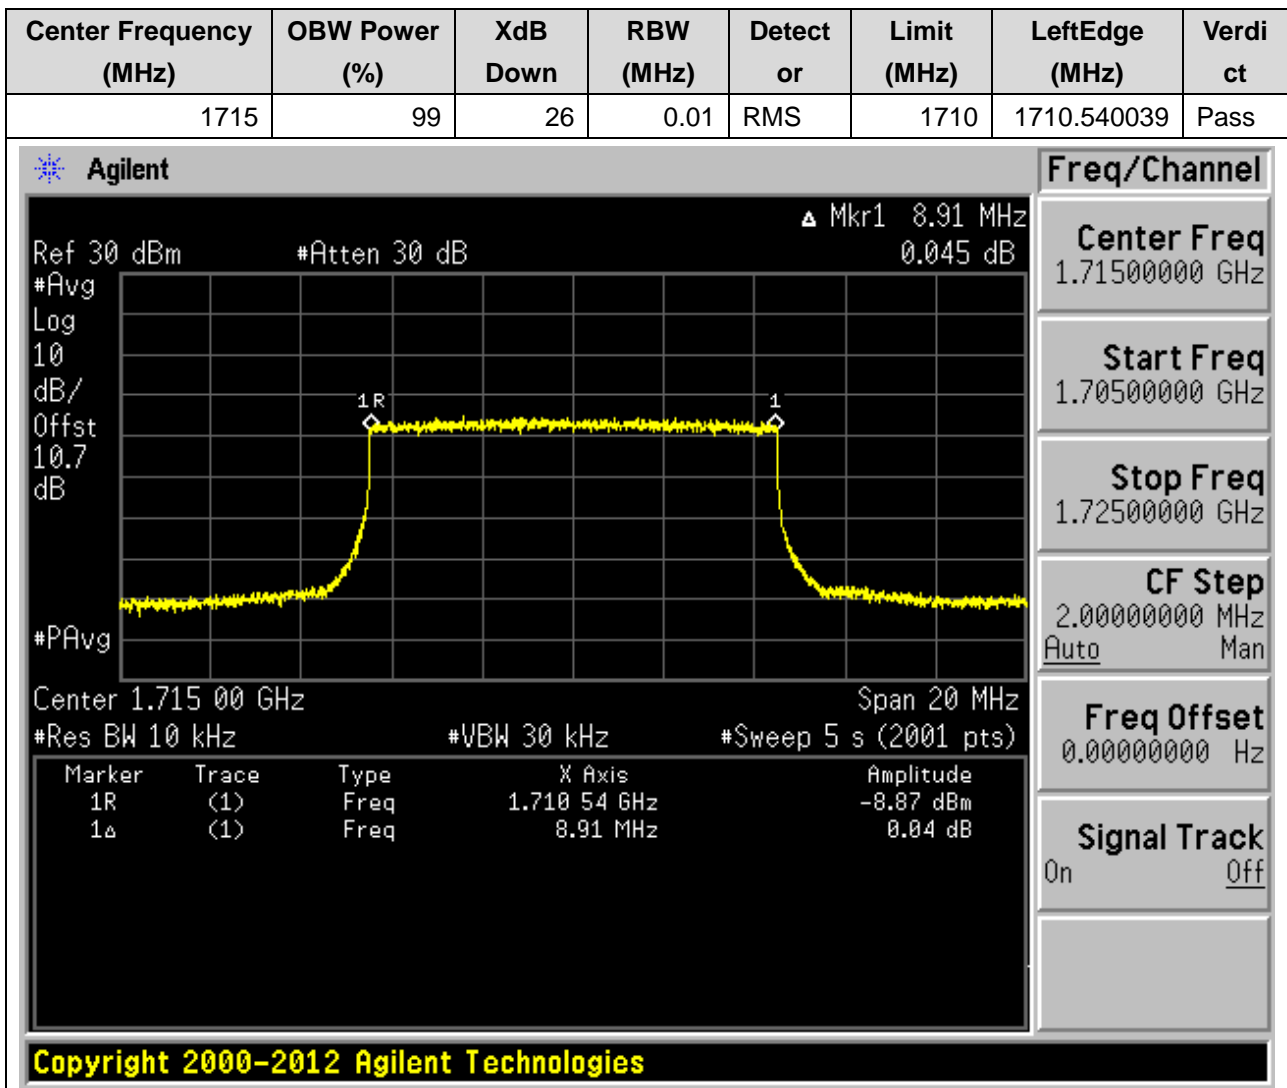 Center Frequency (MHz) OBW Power (%) XdB Down RBW (MHz) Detect or Limit (MHz) LeftEdge (MHz) Verdi ct
1715 99 26 0.01 RMS 1710 1710.540039 Pass
Agilent
Freq/Channel
Δ Mkr1 8.91 MHz
Ref 30 dBm #Atten 30 dB 0.045 dB
#Avg
Log
10
dB/
Offst
10.7
dB
1R
1
#PAvg
Center 1.715 00 GHz Span 20 MHz
#Res BW 10 kHz #VBW 30 kHz #Sweep 5 s (2001 pts)
Marker Trace Type X Axis Amplitude
1R (1) Freq 1.710 54 GHz -8.87 dBm
1Δ (1) Freq 8.91 MHz 0.04 dB
Center Freq
1.71500000 GHz
Start Freq
1.70500000 GHz
Stop Freq
1.72500000 GHz
CF Step
2.00000000 MHz
Auto Man
Freq Offset
0.00000000 Hz
Signal Track
On Off
Copyright 2000-2012 Agilent Technologies